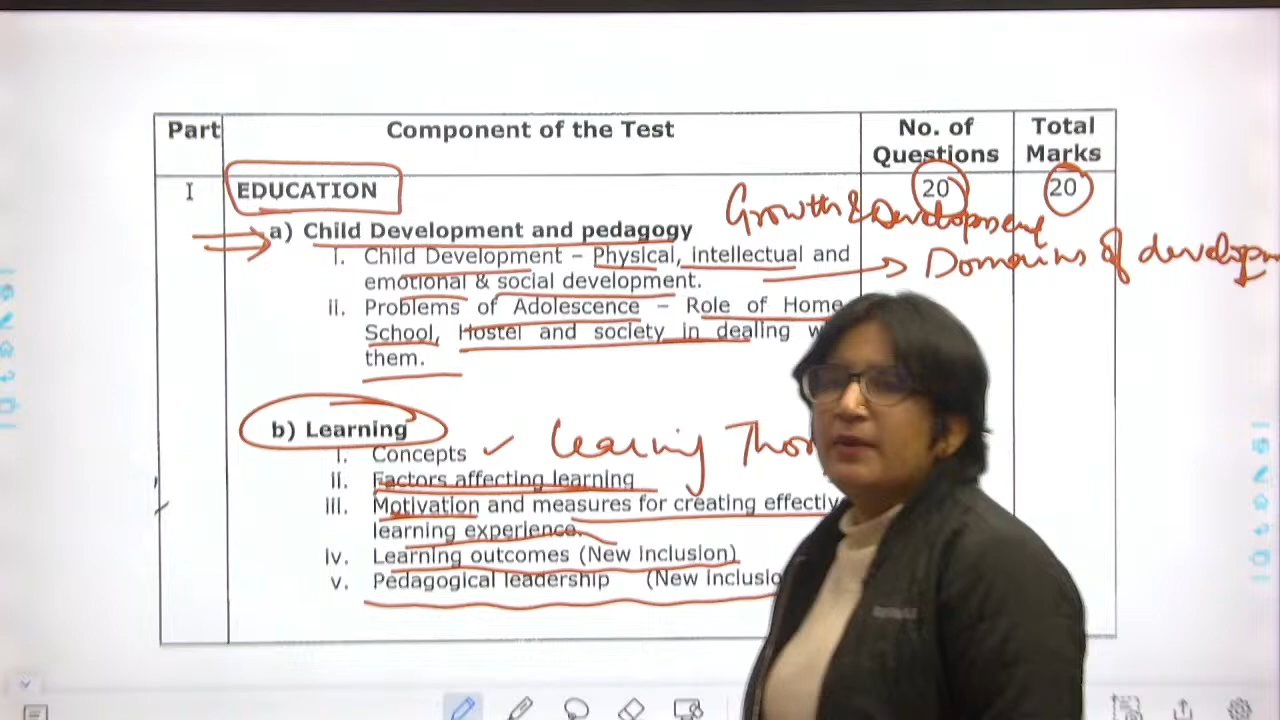 Part Component of the Test No. of Questions Total Marks
I EDUCATION 20 20
Growth & Development
a) Child Development and pedagogy
i. Child Development – Physical, intellectual and
Domains of developm
emotional & social development.
ii. Problems of Adolescence – Role of Home
School, Hostel and society in dealing
them.
b) Learning
i. Concepts
Learning
ii. Factors affecting learning
iii. Motivation and measures for creating effectiv
learning experience.
iv. Learning outcomes (New inclusion)
v. Pedagogical leadership (New inclusio